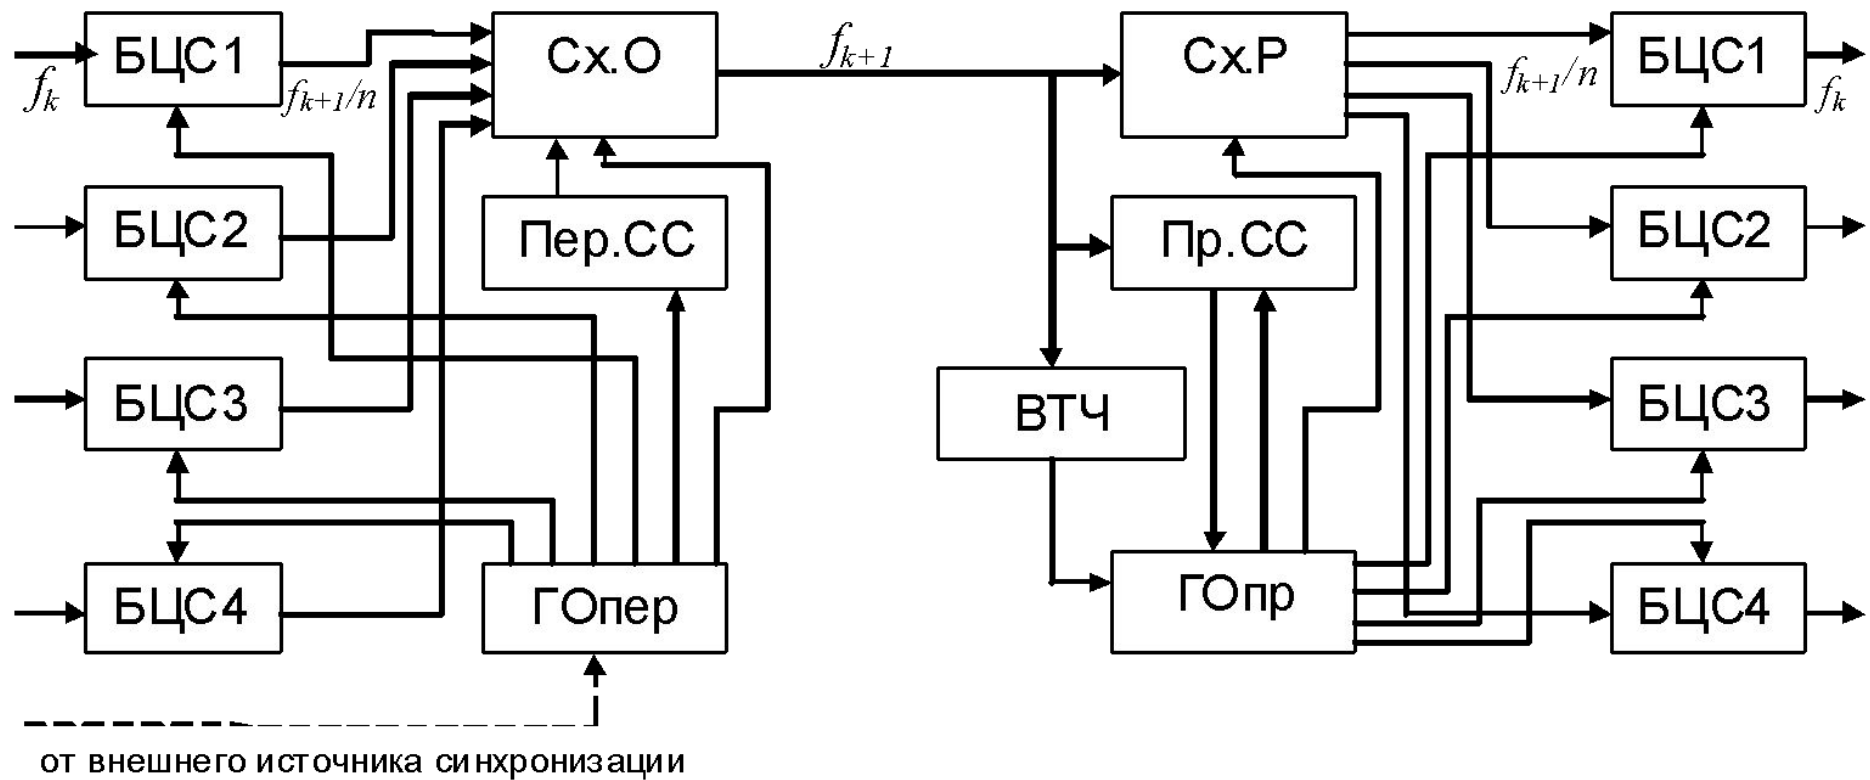 БЦС1
Сх.О
f_{k+1}
Сх.Р
БЦС1
f_k
f_{k+1}/n
f_{k+1}/n
f_k
БЦС2
Пер.СС
Пр.СС
БЦС2
БЦС3
ВТЧ
БЦС3
БЦС4
ГОпер
ГОпр
БЦС4
от внешнего источника синхронизации